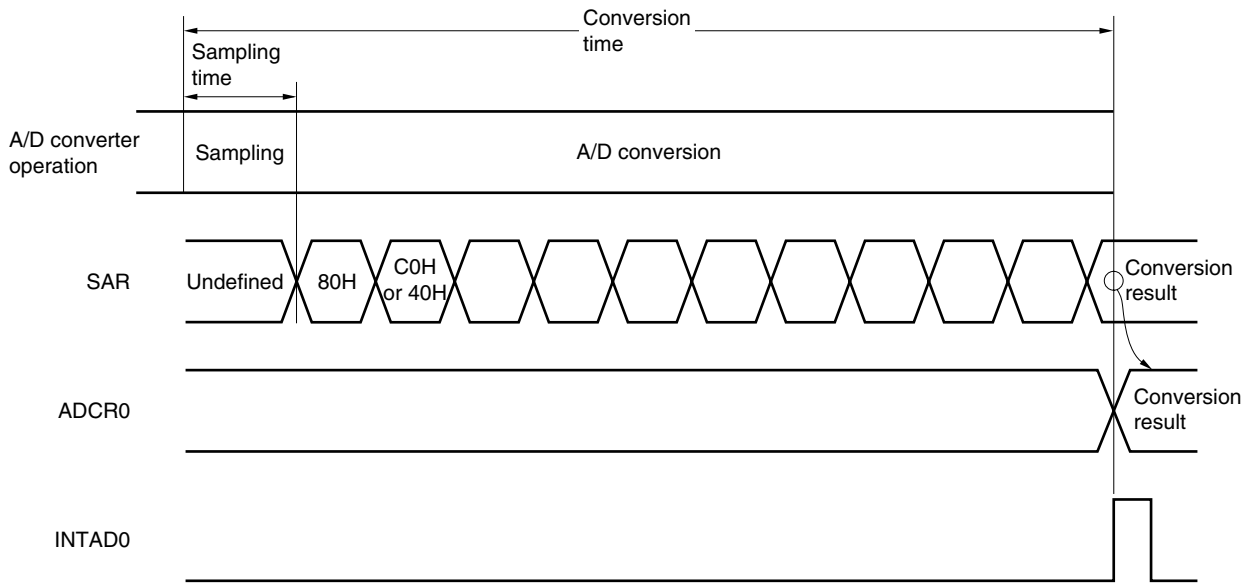 Conversion
time
Sampling
time
A/D converter
operation
Sampling
A/D conversion
SAR
Undefined
80H
C0H
or 40H
Conversion
result
ADCR0
Conversion
result
INTAD0